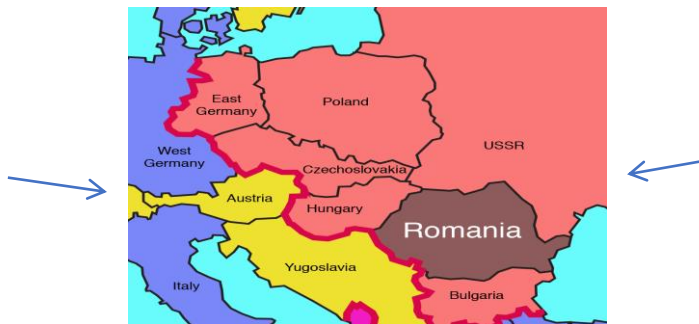 East
Germany
Poland
USSR
West
Germany
Czechoslovakia
Austria
Hungary
Romania
Yugoslavia
Italy
Bulgaria